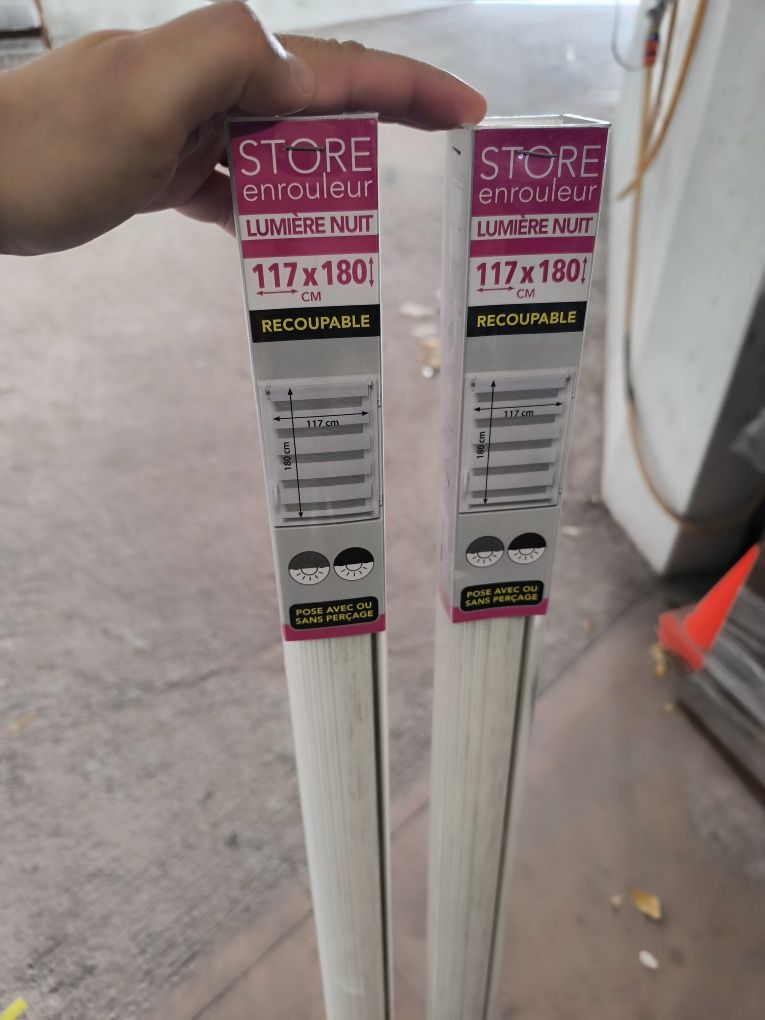 STORE
enrouleur
LUMIÈRE NUIT
117 x 180
CM
RECOUPABLE
117 cm
180 cm
POSE AVEC OU
SANS PERÇAGE
STORE
enrouleur
LUMIÈRE NUIT
117 x 180
CM
RECOUPABLE
117 cm
180 cm
POSE AVEC OU
SANS PERÇAGE